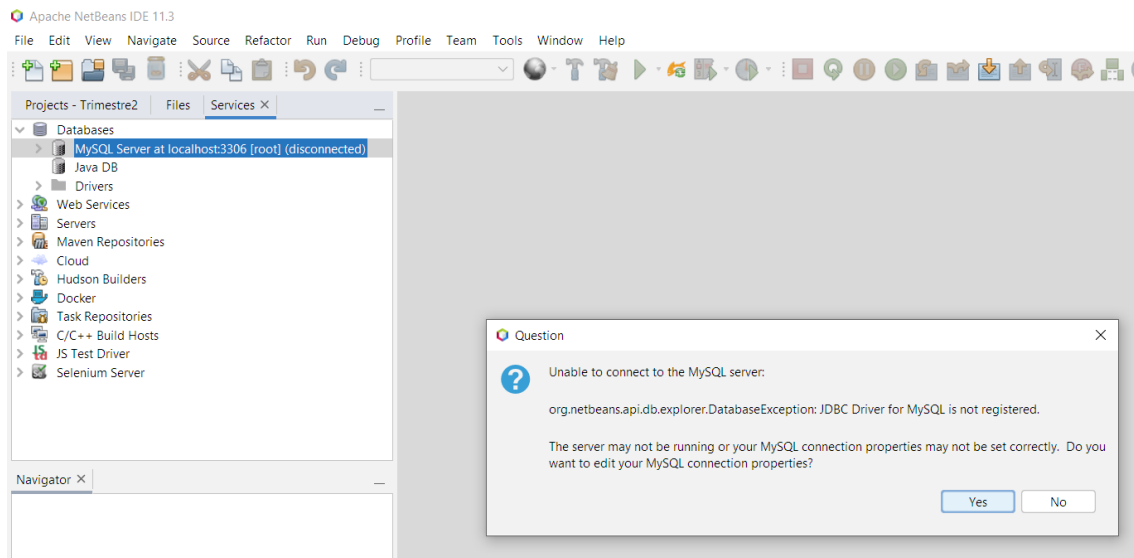 Apache NetBeans IDE 11.3
File Edit View Navigate Source Refactor Run Debug Profile Team Tools Window Help
Projects - Trimestre2 Files Services
Databases
MySQL Server at localhost:3306 [root] (disconnected)
Java DB
Drivers
Web Services
Servers
Maven Repositories
Cloud
Hudson Builders
Docker
Task Repositories
C/C++ Build Hosts
JS Test Driver
Selenium Server
Question
Unable to connect to the MySQL server:
org.netbeans.api.db.explorer.DatabaseException: JDBC Driver for MySQL is not registered.
The server may not be running or your MySQL connection properties may not be set correctly. Do you
want to edit your MySQL connection properties?
Yes No
Navigator